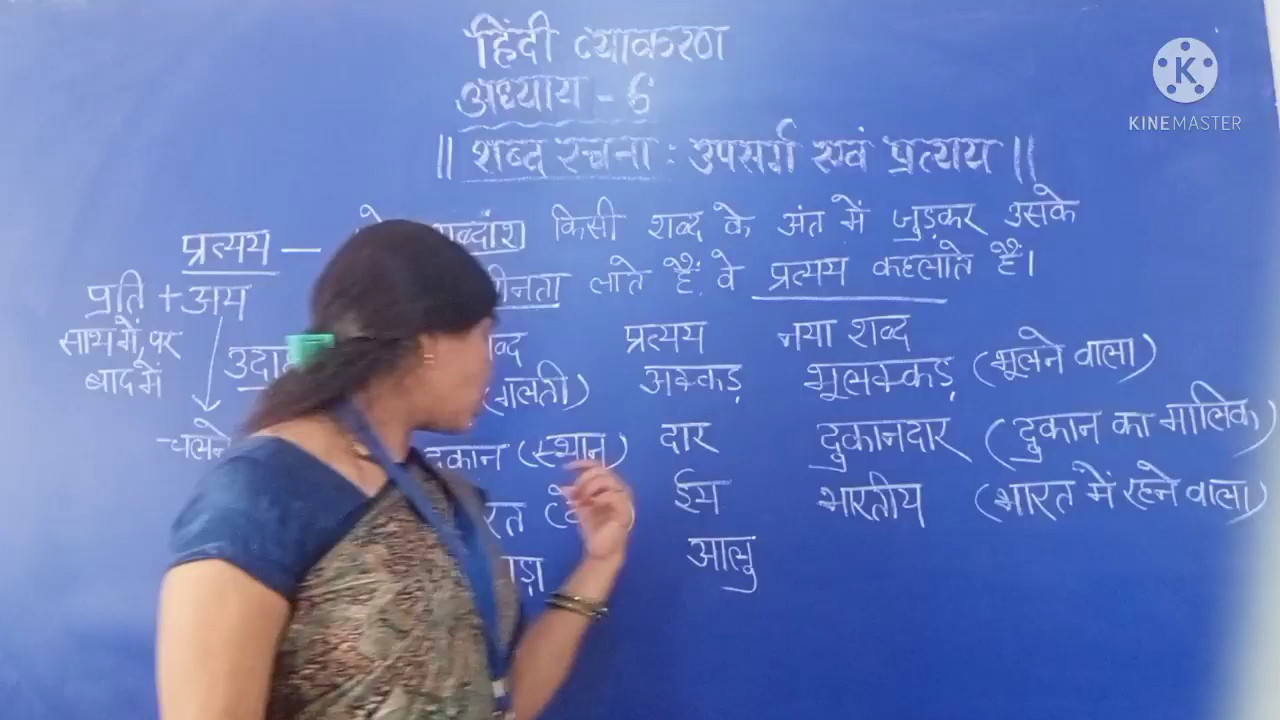 हिंदी व्याकरण
अध्याय - 6
|| शब्द रचना : उपसर्ग एवं प्रत्यय ||
प्रत्यय — शब्दांश किसी शब्द के अंत में जुड़कर उसके
लाते हैं, वे प्रत्यय कहलाते हैं।
प्रति + अय
साथ में, पर
बाद में
प्रत्यय नया शब्द
(गलती) अक्कड़ भूलक्कड़ (भूलने वाला)
दुकान (स्थान) दार दुकानदार (दुकान का मालिक)
ईय भारतीय (भारत में रहने वाला)
आलु
KINEMASTER